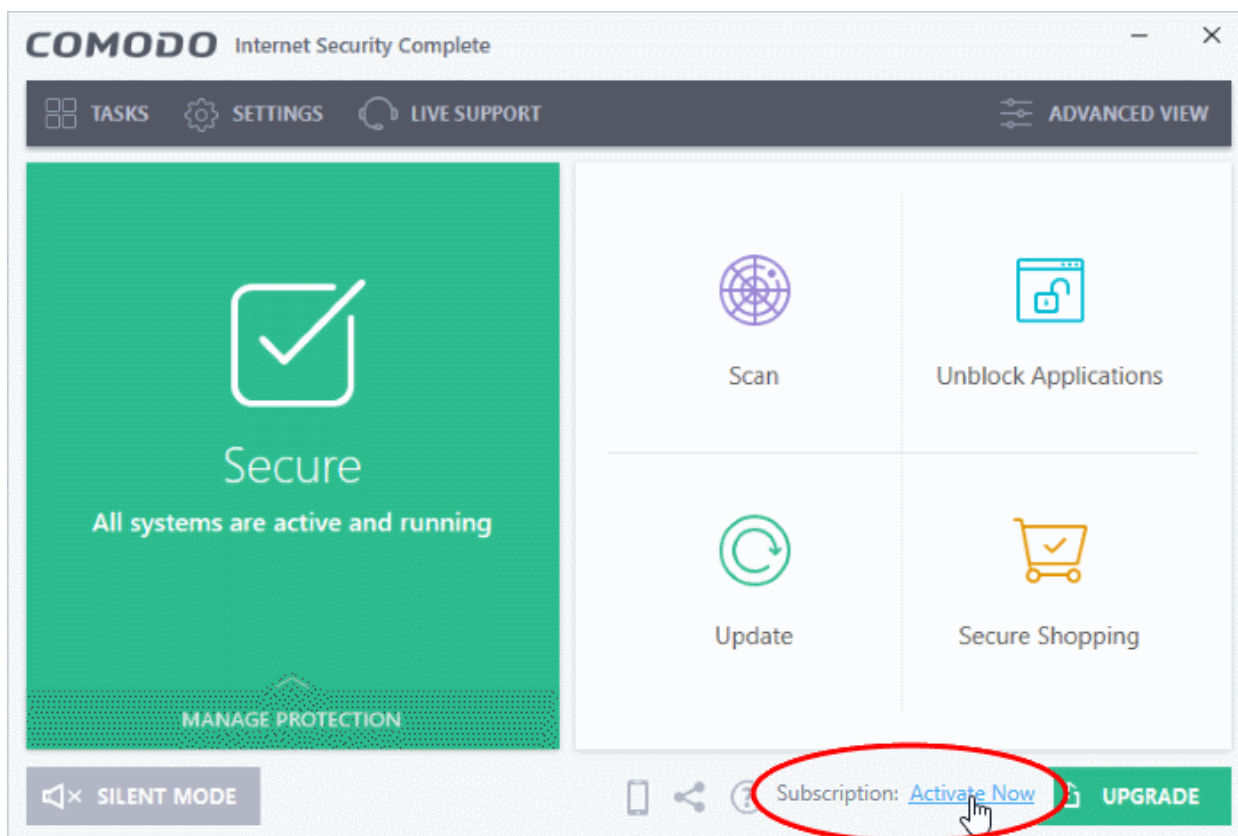 COMODO Internet Security Complete
TASKS SETTINGS LIVE SUPPORT ADVANCED VIEW
Secure
All systems are active and running
MANAGE PROTECTION
Scan
Unblock Applications
Update
Secure Shopping
SILENT MODE
? Subscription: Activate Now UPGRADE